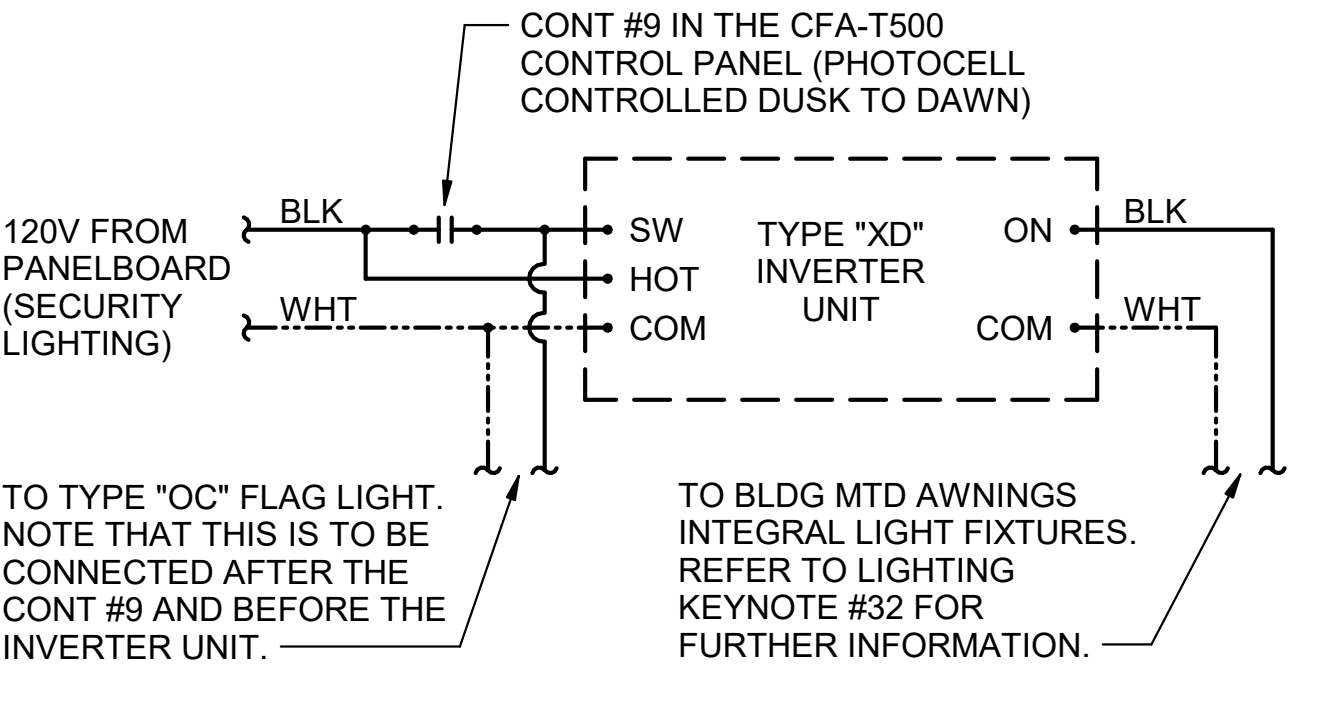 CONT #9 IN THE CFA-T500
CONTROL PANEL (PHOTOCELL
CONTROLLED DUSK TO DAWN)
120V FROM
PANELBOARD
(SECURITY
LIGHTING)
BLK
WHT
SW
HOT
COM
TYPE "XD"
INVERTER
UNIT
ON
COM
BLK
WHT
TO TYPE "OC" FLAG LIGHT.
NOTE THAT THIS IS TO BE
CONNECTED AFTER THE
CONT #9 AND BEFORE THE
INVERTER UNIT.
TO BLDG MTD AWNINGS
INTEGRAL LIGHT FIXTURES.
REFER TO LIGHTING
KEYNOTE #32 FOR
FURTHER INFORMATION.